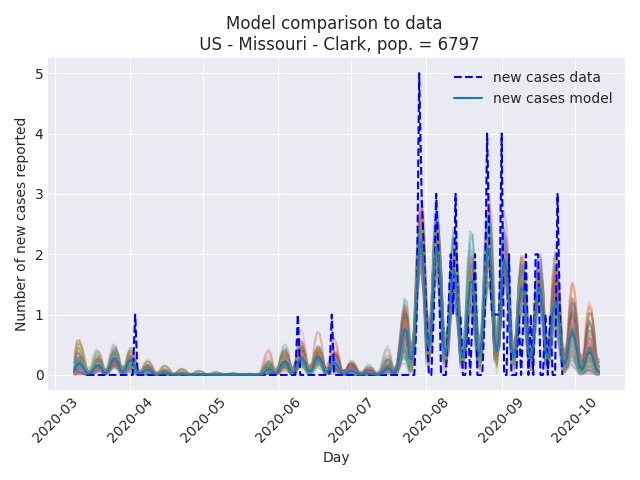 Model comparison to data
US - Missouri - Clark, pop. = 6797
Number of new cases reported
5
4
3
2
1
0
new cases data
new cases model
2020-03
2020-04
2020-05
2020-06
2020-07
2020-08
2020-09
2020-10
Day